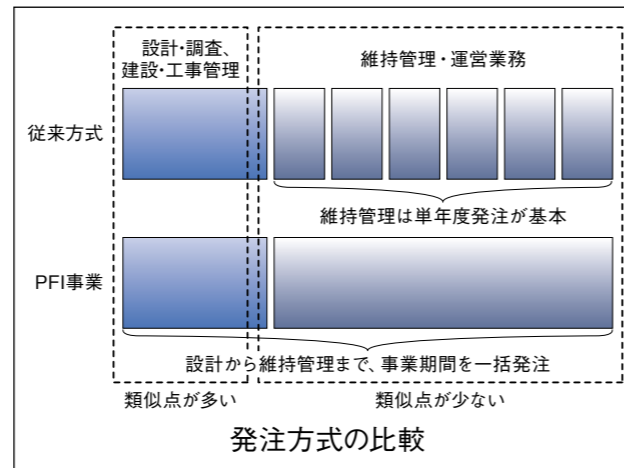 設計・調査、
建設・工事管理
維持管理・運営業務
従来方式
維持管理は単年度発注が基本
PFI事業
設計から維持管理まで、事業期間を一括発注
類似点が多い
類似点が少ない
発注方式の比較